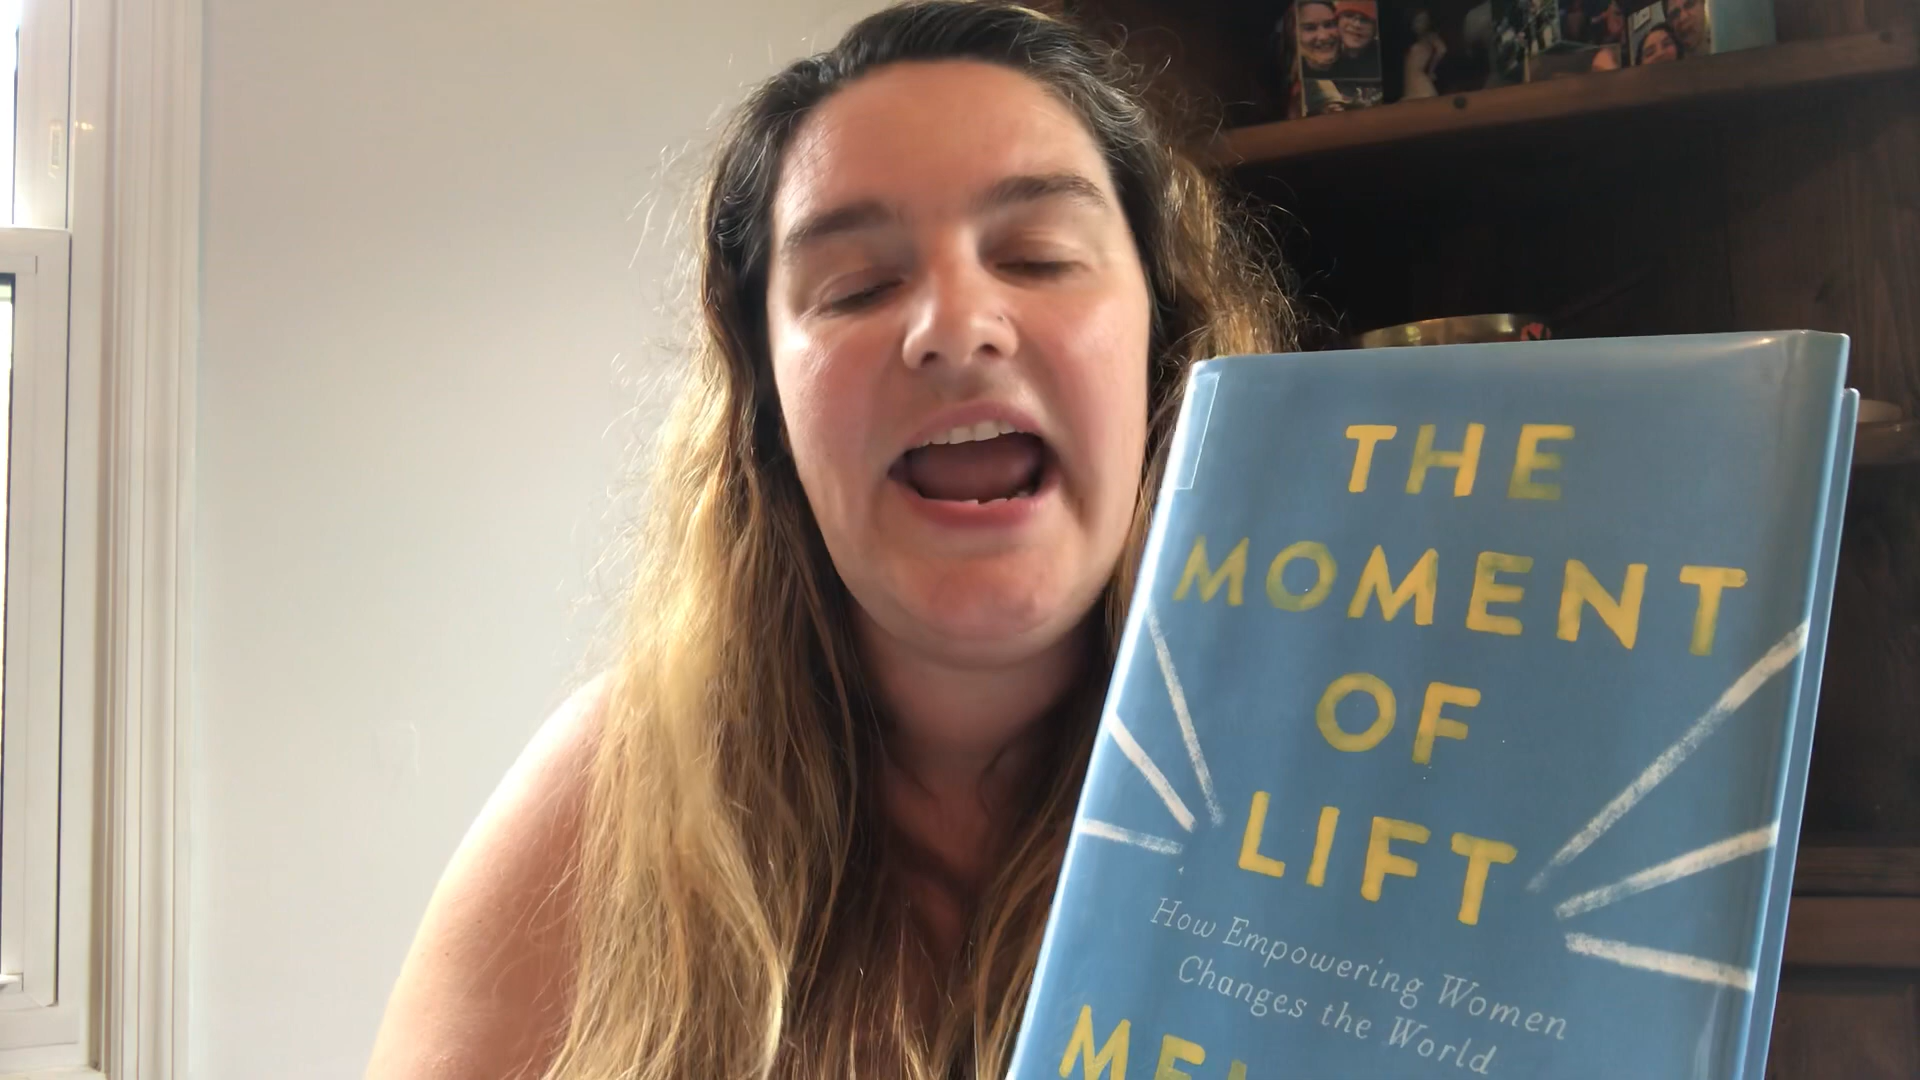 THE
MOMENT
OF
LIFT
How Empowering Women
Changes the World